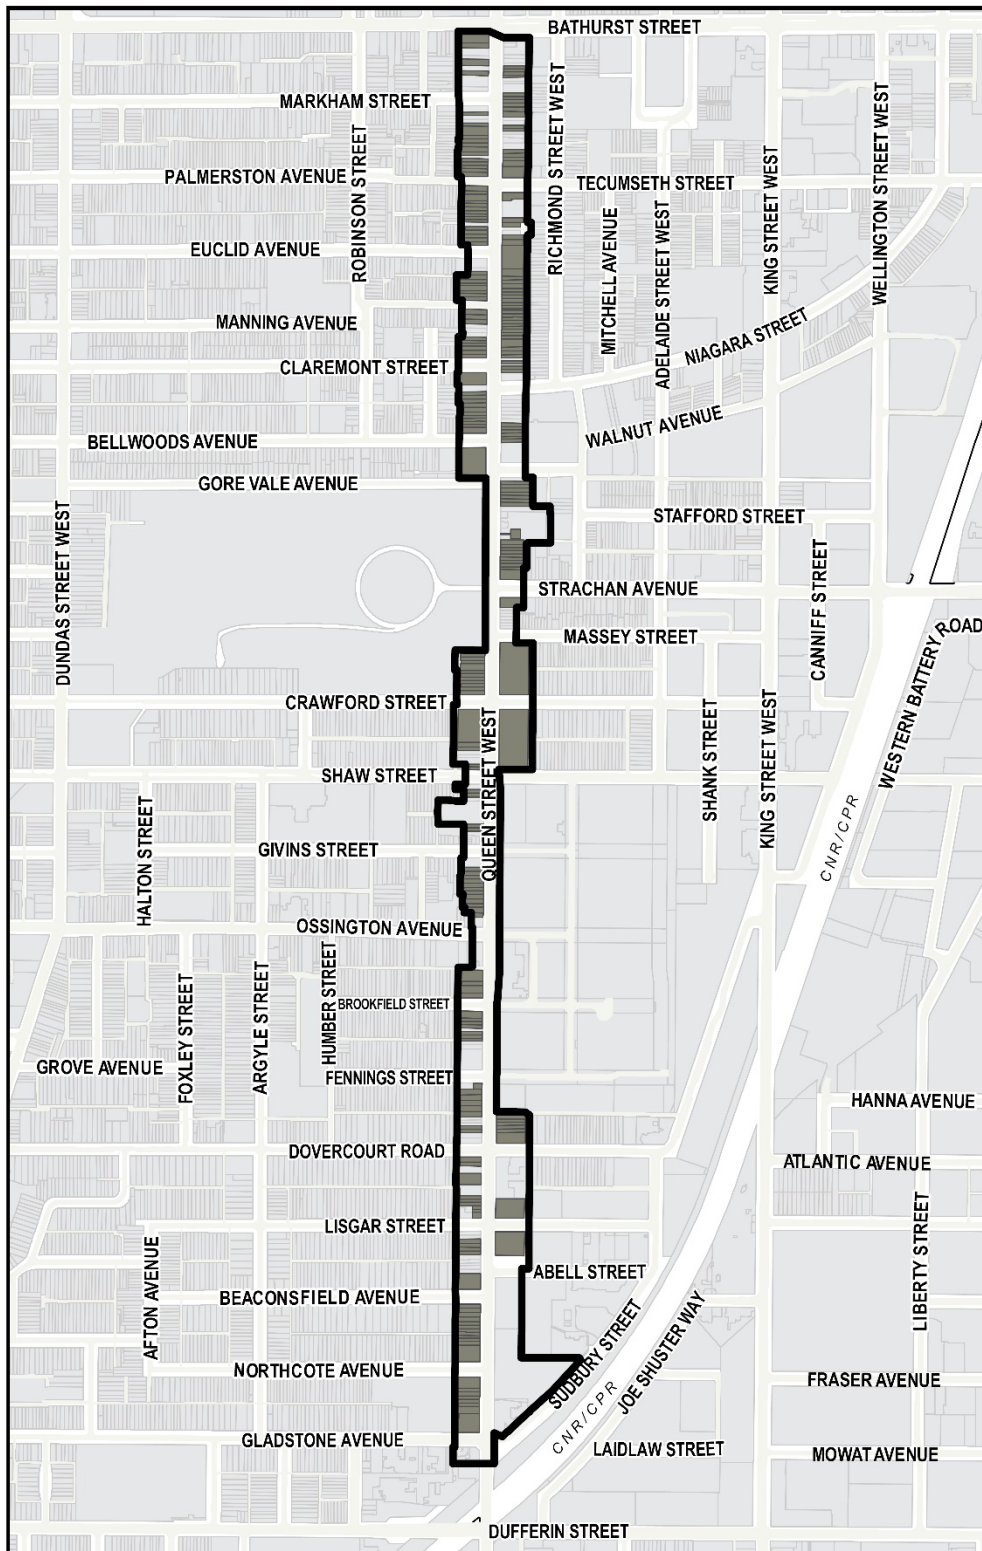 BATHURST STREET
MARKHAM STREET
ROBINSON STREET
RICHMOND STREET WEST
KING STREET WEST
WELLINGTON STREET WEST
PALMERSTON AVENUE
TECUMSETH STREET
MITCHELL AVENUE
ADELAIDE STREET WEST
EUCLID AVENUE
MANNING AVENUE
NIAGARA STREET
CLAREMONT STREET
WALNUT AVENUE
BELLWOODS AVENUE
GORE VALE AVENUE
DUNDAS STREET WEST
STAFFORD STREET
CANNIFF STREET
STRACHAN AVENUE
MASSEY STREET
WESTERN BATTERY ROAD
CRAWFORD STREET
QUEEN STREET WEST
SHANK STREET
KING STREET WEST
SHAW STREET
HALTON STREET
GIVINS STREET
CNR/CPR
OSSINGTON AVENUE
HUMBER STREET
FOXLEY STREET
ARGYLE STREET
BROOKFIELD STREET
GROVE AVENUE
FENNINGS STREET
HANNA AVENUE
DOVERCOURT ROAD
ATLANTIC AVENUE
LISGAR STREET
LIBERTY STREET
AFTON AVENUE
ABELL STREET
BEACONSFIELD AVENUE
SUDBURY STREET
JOE SHUSTER WAY
NORTHCOTE AVENUE
FRASER AVENUE
CNR/CPR
GLADSTONE AVENUE
LAIDLAW STREET
MOWAT AVENUE
DUFFERIN STREET